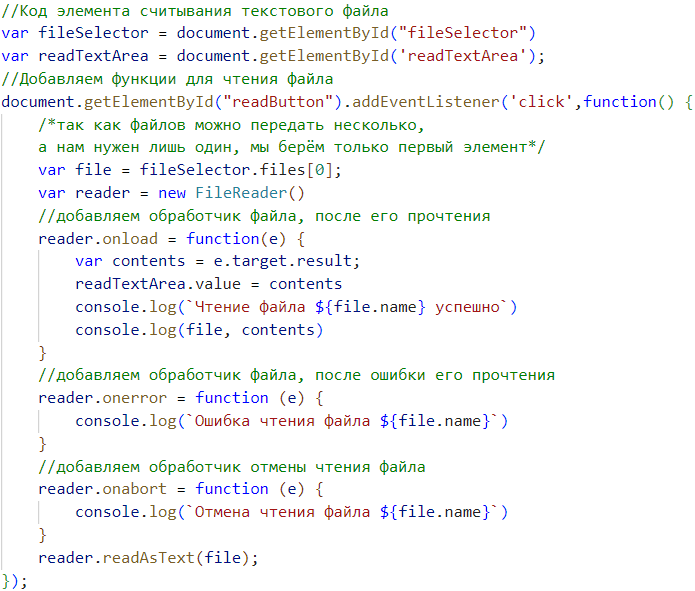 //Код элемента считывания текстового файла
var fileSelector = document.getElementById("fileSelector")
var readTextArea = document.getElementById('readTextArea');
//Добавляем функции для чтения файла
document.getElementById("readButton").addEventListener('click',function() {
    /*так как файлов можно передать несколько,
    а нам нужен лишь один, мы берём только первый элемент*/
    var file = fileSelector.files[0];
    var reader = new FileReader()
    //добавляем обработчик файла, после его прочтения
    reader.onload = function(e) {
        var contents = e.target.result;
        readTextArea.value = contents
        console.log(`Чтение файла ${file.name} успешно`)
        console.log(file, contents)
    }
    //добавляем обработчик файла, после ошибки его прочтения
    reader.onerror = function (e) {
        console.log(`Ошибка чтения файла ${file.name}`)
    }
    //добавляем обработчик отмены чтения файла
    reader.onabort = function (e) {
        console.log(`Отмена чтения файла ${file.name}`)
    }
    reader.readAsText(file);
});